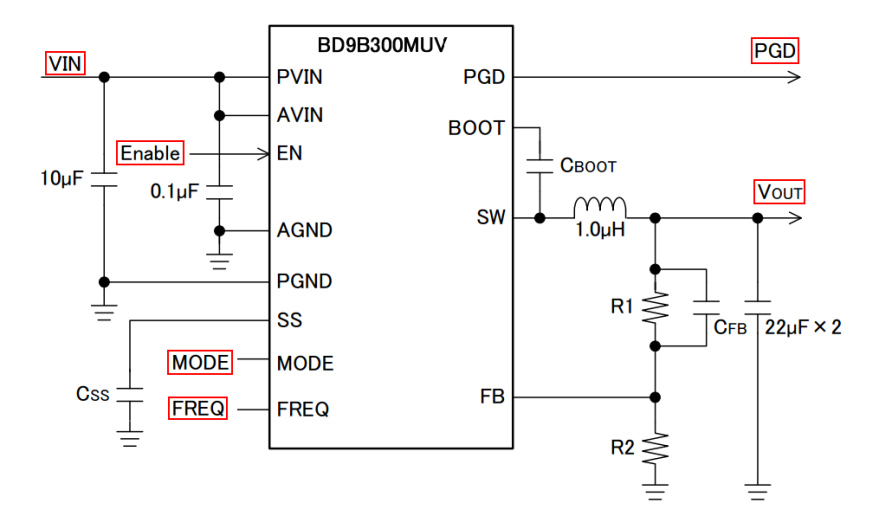 BD9B300MUV
VIN
PGD
PVIN
PGD
AVIN
BOOT
Enable
EN
CBOOT
10μF
0.1μF
VOUT
SW
AGND
1.0μH
PGND
R1
SS
CFB
22μF×2
MODE
MODE
CSS
FB
FREQ
FREQ
R2